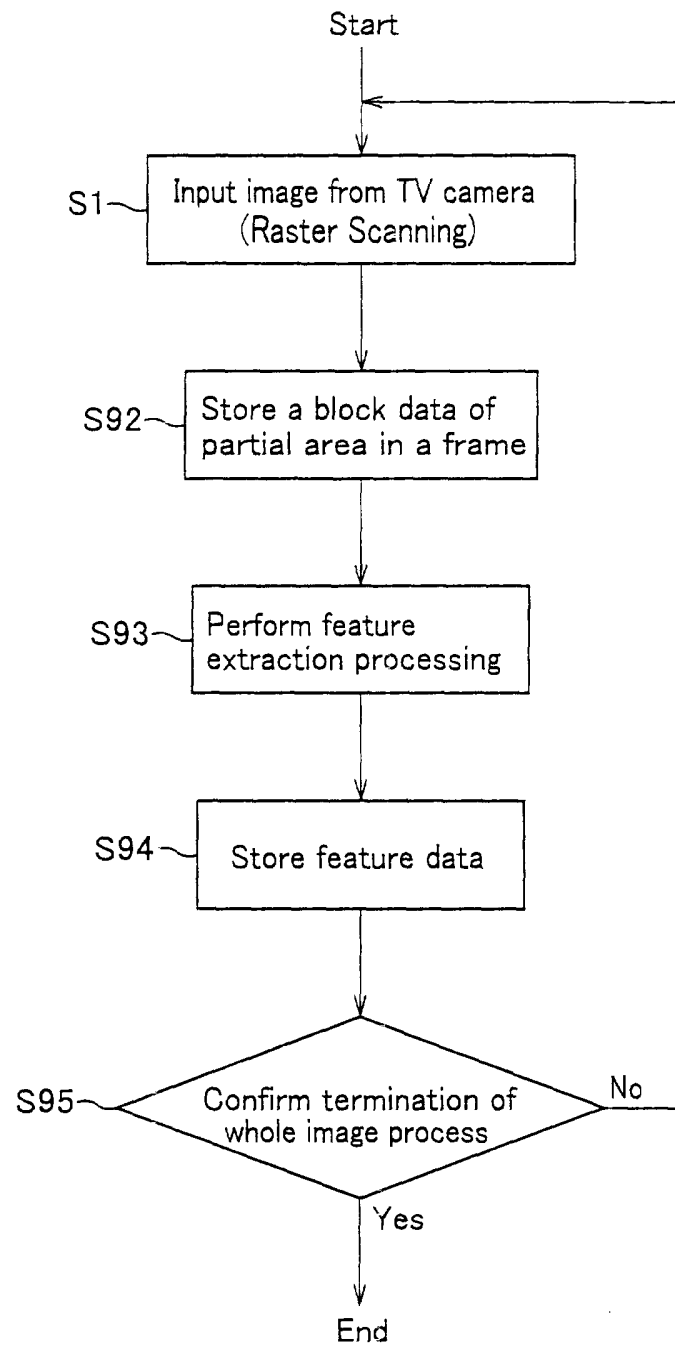 Start
S1
Input image from TV camera
(Raster Scanning)
S92
Store a block data of
partial area in a frame
S93
Perform feature
extraction processing
S94
Store feature data
S95
Confirm termination of
whole image process
No
Yes
End